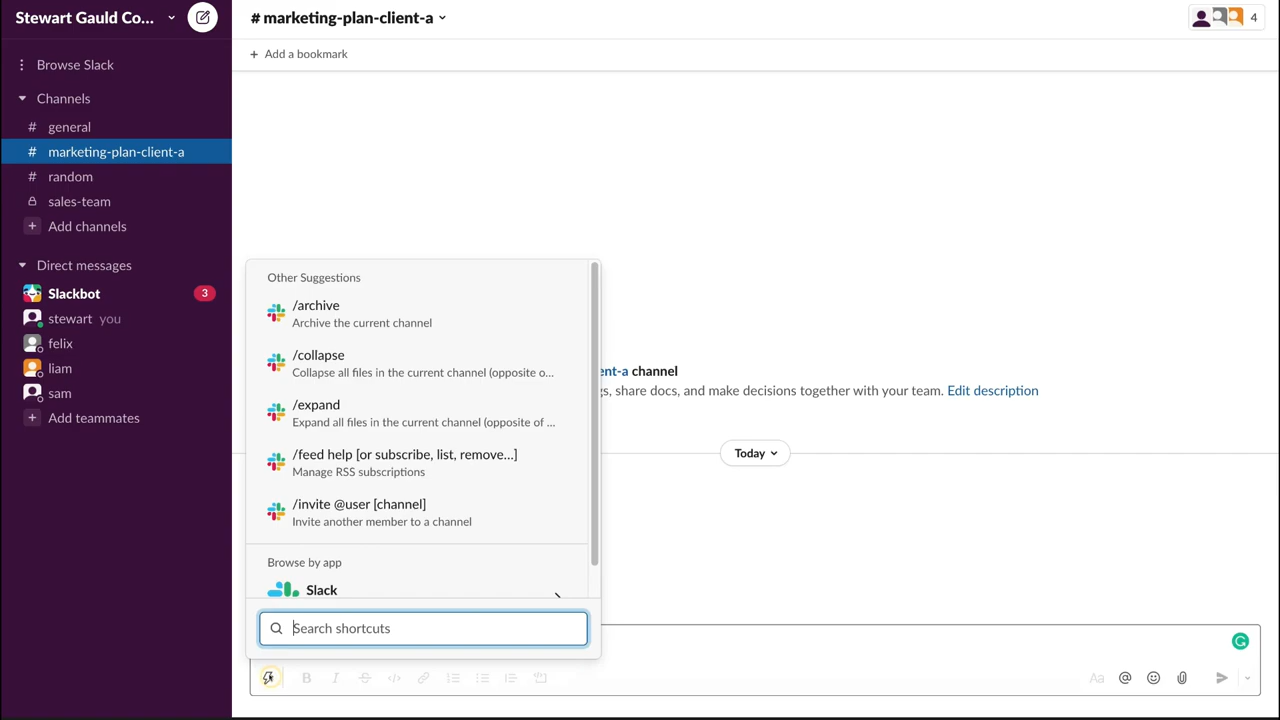 Stewart Gauld Co...
# marketing-plan-client-a
4
Add a bookmark
Browse Slack
Channels
# general
# marketing-plan-client-a
# random
sales-team
+ Add channels
Direct messages
Slackbot 3
stewart you
felix
liam
sam
+ Add teammates
Other Suggestions
/archive
Archive the current channel
/collapse
Collapse all files in the current channel (opposite o...
/expand
Expand all files in the current channel (opposite of ...
/feed help [or subscribe, list, remove...]
Manage RSS subscriptions
/invite @user [channel]
Invite another member to a channel
Browse by app
Slack
Search shortcuts
ent-a channel
gs, share docs, and make decisions together with your team. Edit description
Today
B I S </> Aa @